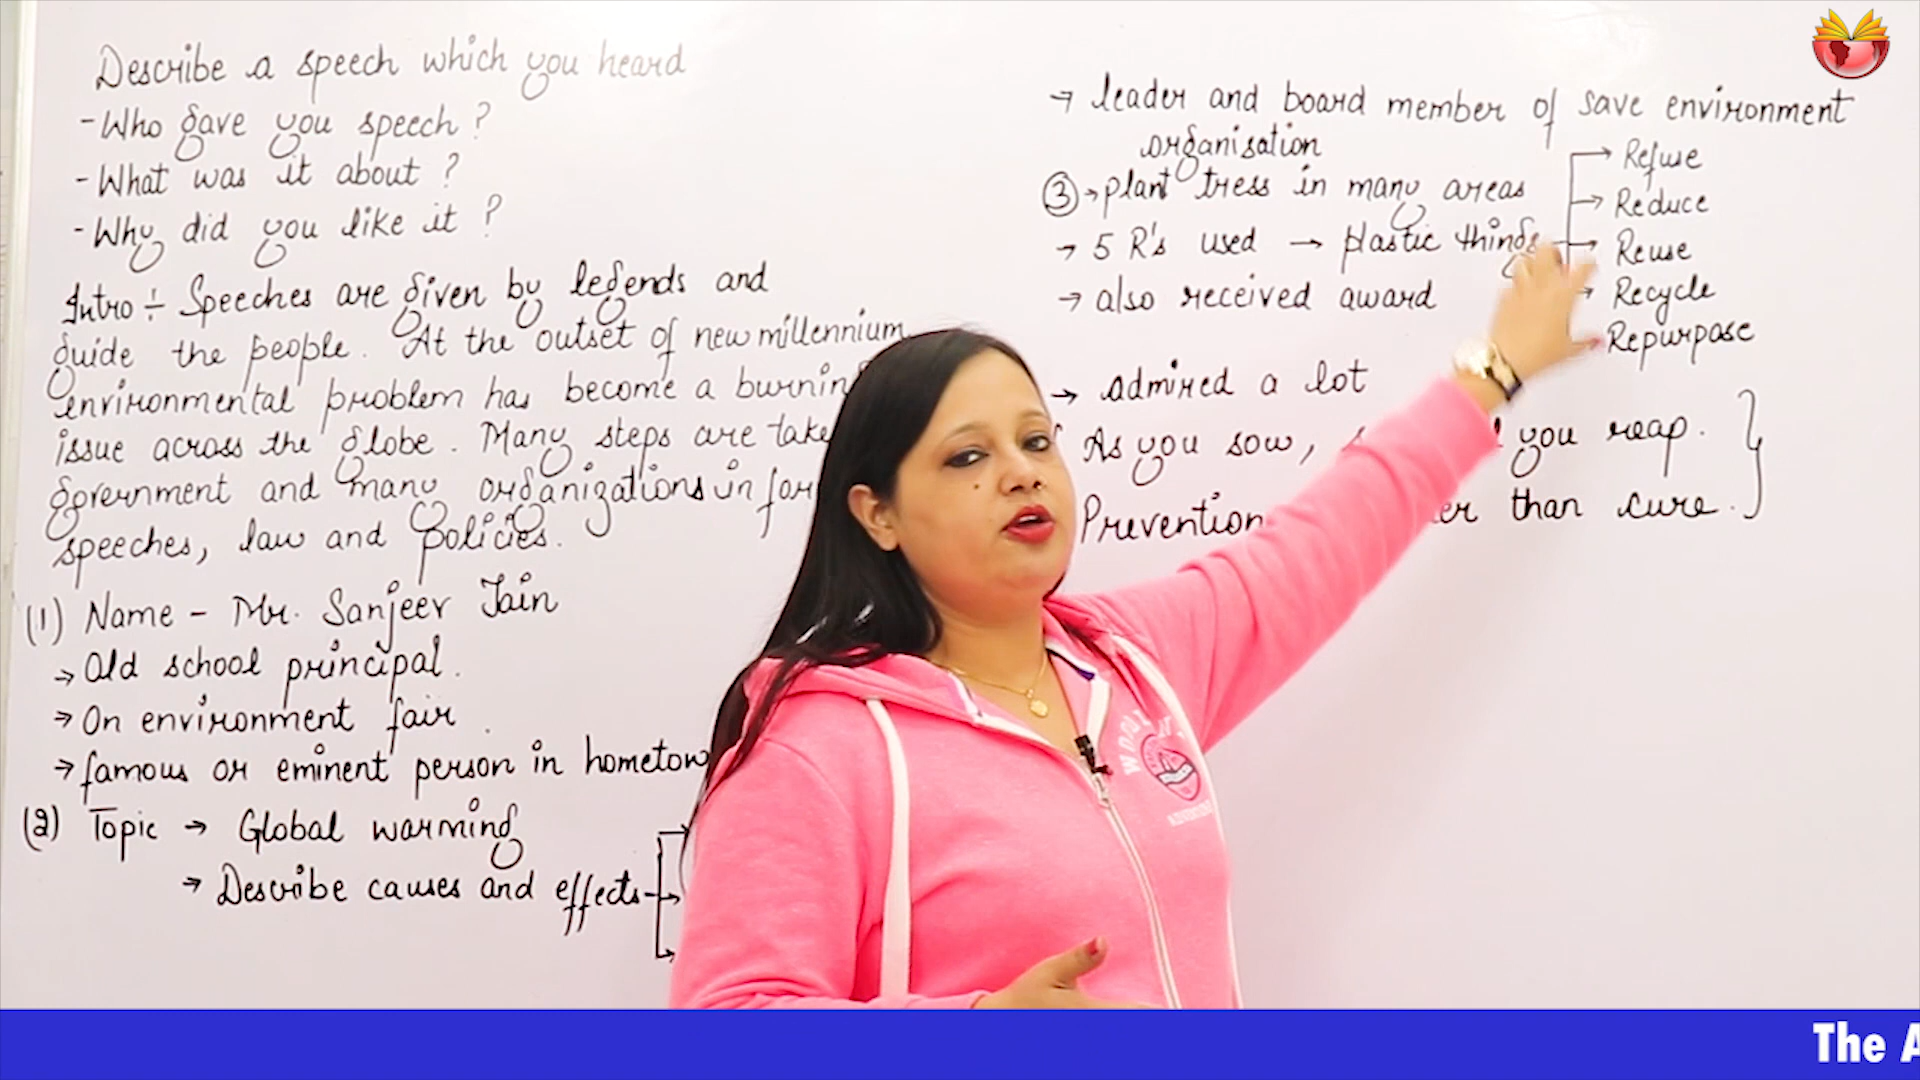 Describe a speech which you heard
- Who gave you speech ?
- What was it about ?
- Why did you like it ?
Intro ÷ Speeches are given by legends and
guide the people. At the outset of new millennium
environmental problem has become a burnin
issue across the globe. Many steps are take
government and many organizations in for
speeches, law and policies.
(1) Name - Mr. Sanjeev Jain
→ Old school principal.
→ On environment fair.
→ famous or eminent person in hometow
(2) Topic → Global warming
→ Describe causes and effects
→ leader and board member of save environment
organisation
③ → plant tress in many areas
→ 5 R's used → plastic things
→ Refuse
→ Reduce
→ Reuse
→ Recycle
→ Repurpose
→ also received award
→ admired a lot
As you sow, you reap.
Prevention than cure.
WOODL
The A